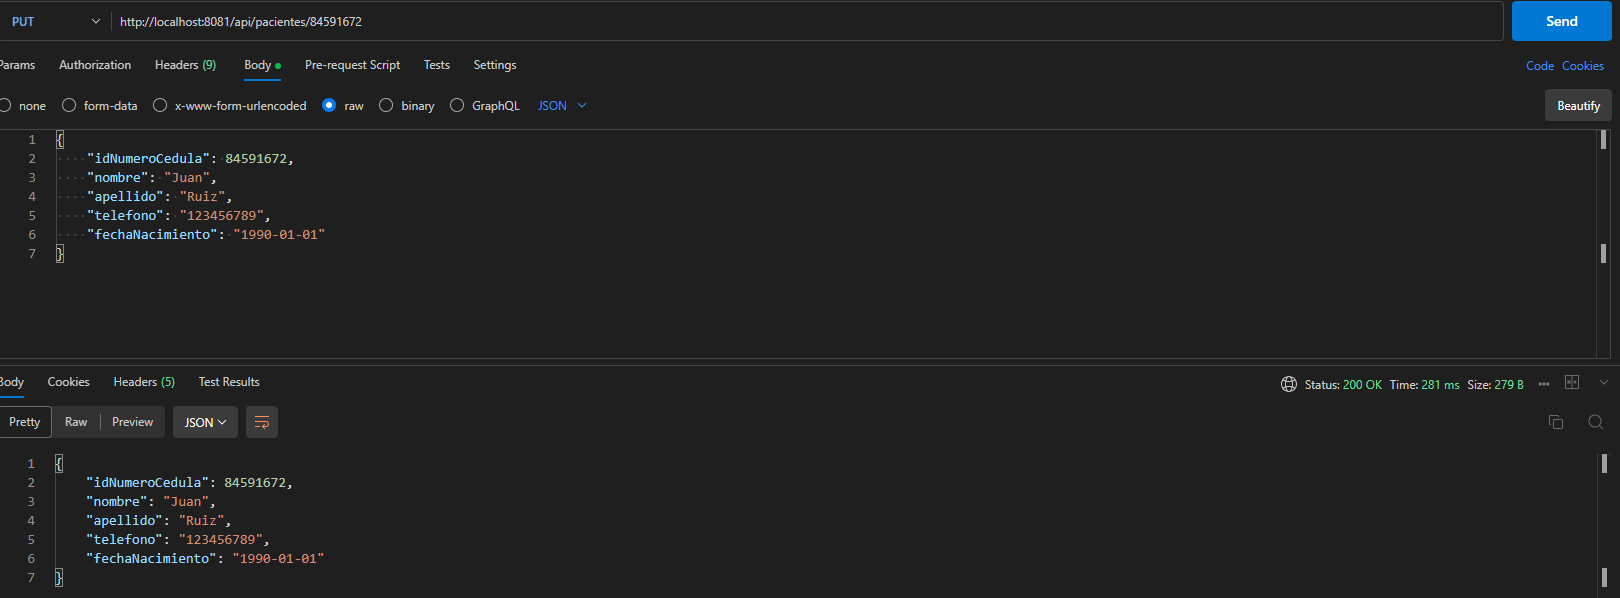 PUT http://localhost:8081/api/pacientes/84591672 Send
Params Authorization Headers (9) Body Pre-request Script Tests Settings Code Cookies
none form-data x-www-form-urlencoded raw binary GraphQL JSON Beautify
1 {
2 "idNumeroCedula": 84591672,
3 "nombre": "Juan",
4 "apellido": "Ruiz",
5 "telefono": "123456789",
6 "fechaNacimiento": "1990-01-01"
7 }
Body Cookies Headers (5) Test Results Status: 200 OK Time: 281 ms Size: 279 B
Pretty Raw Preview JSON
1 {
2 "idNumeroCedula": 84591672,
3 "nombre": "Juan",
4 "apellido": "Ruiz",
5 "telefono": "123456789",
6 "fechaNacimiento": "1990-01-01"
7 }